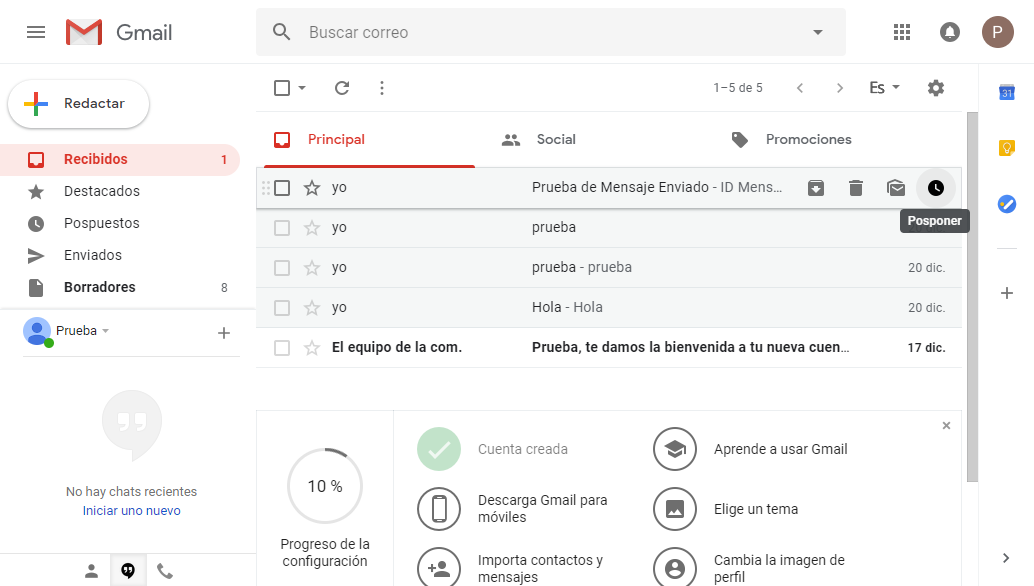 Gmail
Buscar correo
P
Redactar
1–5 de 5
Es
31
Recibidos 1
Destacados
Pospuestos
Enviados
Borradores 8
Prueba
No hay chats recientes
Iniciar uno nuevo
Principal
Social
Promociones
yo Prueba de Mensaje Enviado - ID Mens...
Posponer
yo prueba
yo prueba - prueba 20 dic.
yo Hola - Hola 20 dic.
El equipo de la com. Prueba, te damos la bienvenida a tu nueva cuen... 17 dic.
10 %
Progreso de la
configuración
Cuenta creada
Aprende a usar Gmail
Descarga Gmail para
móviles
Elige un tema
Importa contactos y
mensajes
Cambia la imagen de
perfil